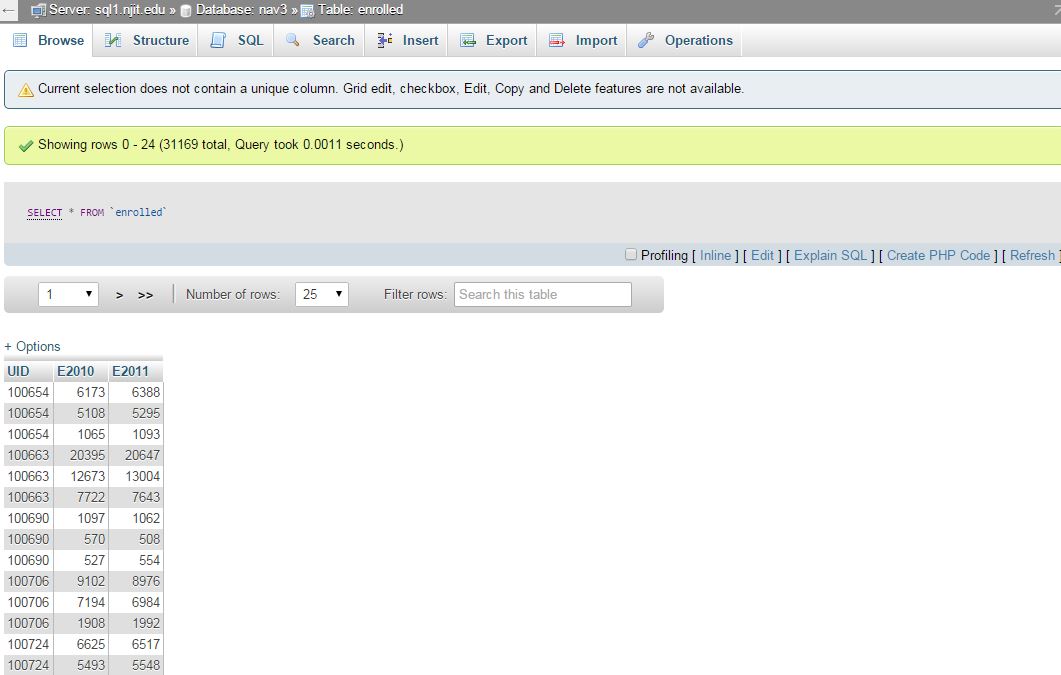 Server: sql1.njit.edu » Database: nav3 » Table: enrolled
Browse Structure SQL Search Insert Export Import Operations
Current selection does not contain a unique column. Grid edit, checkbox, Edit, Copy and Delete features are not available.
Showing rows 0 - 24 (31169 total, Query took 0.0011 seconds.)
SELECT * FROM `enrolled`
Profiling [ Inline ] [ Edit ] [ Explain SQL ] [ Create PHP Code ] [ Refresh ]
1 > >> Number of rows: 25 Filter rows: Search this table
+ Options
UID E2010 E2011
100654 6173 6388
100654 5108 5295
100654 1065 1093
100663 20395 20647
100663 12673 13004
100663 7722 7643
100690 1097 1062
100690 570 508
100690 527 554
100706 9102 8976
100706 7194 6984
100706 1908 1992
100724 6625 6517
100724 5493 5548